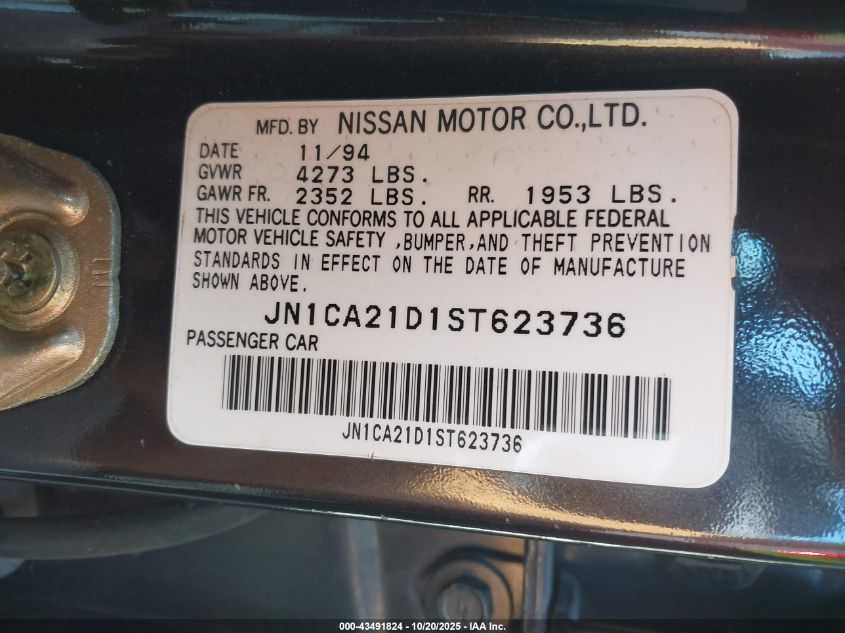 MFD. BY NISSAN MOTOR CO.,LTD.
DATE 11/94
GVWR 4273 LBS.
GAWR FR. 2352 LBS. RR. 1953 LBS.
THIS VEHICLE CONFORMS TO ALL APPLICABLE FEDERAL
MOTOR VEHICLE SAFETY ,BUMPER,AND THEFT PREVENTION
STANDARDS IN EFFECT ON THE DATE OF MANUFACTURE
SHOWN ABOVE.
JN1CA21D1ST623736
PASSENGER CAR
JN1CA21D1ST623736
000-43491824 - 10/20/2025 - IAA Inc.